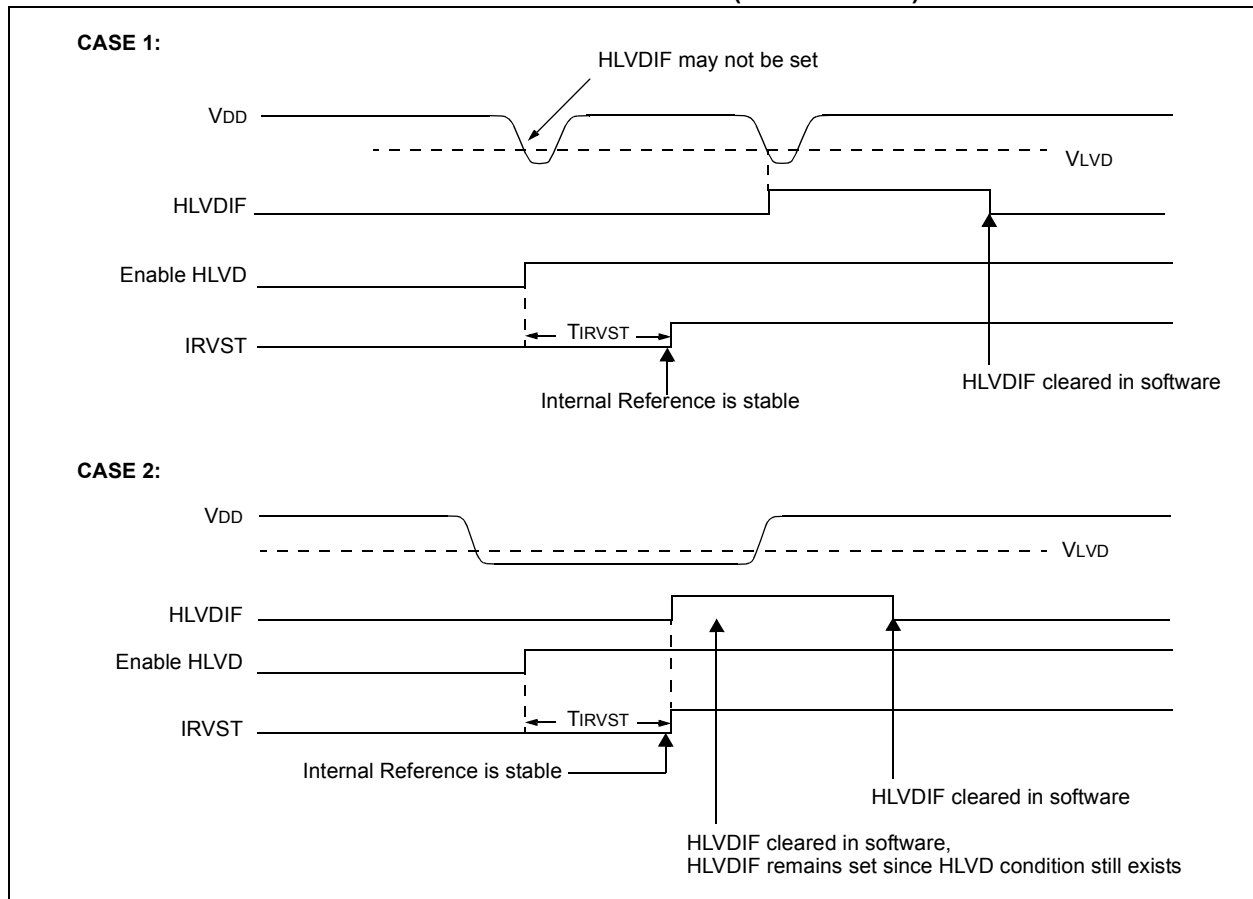 CASE 1:
HLVDIF may not be set
VDD
VLVD
HLVDIF
Enable HLVD
TIRVST
IRVST
HLVDIF cleared in software
Internal Reference is stable
CASE 2:
VDD
VLVD
HLVDIF
Enable HLVD
TIRVST
IRVST
Internal Reference is stable
HLVDIF cleared in software
HLVDIF cleared in software,
HLVDIF remains set since HLVD condition still exists